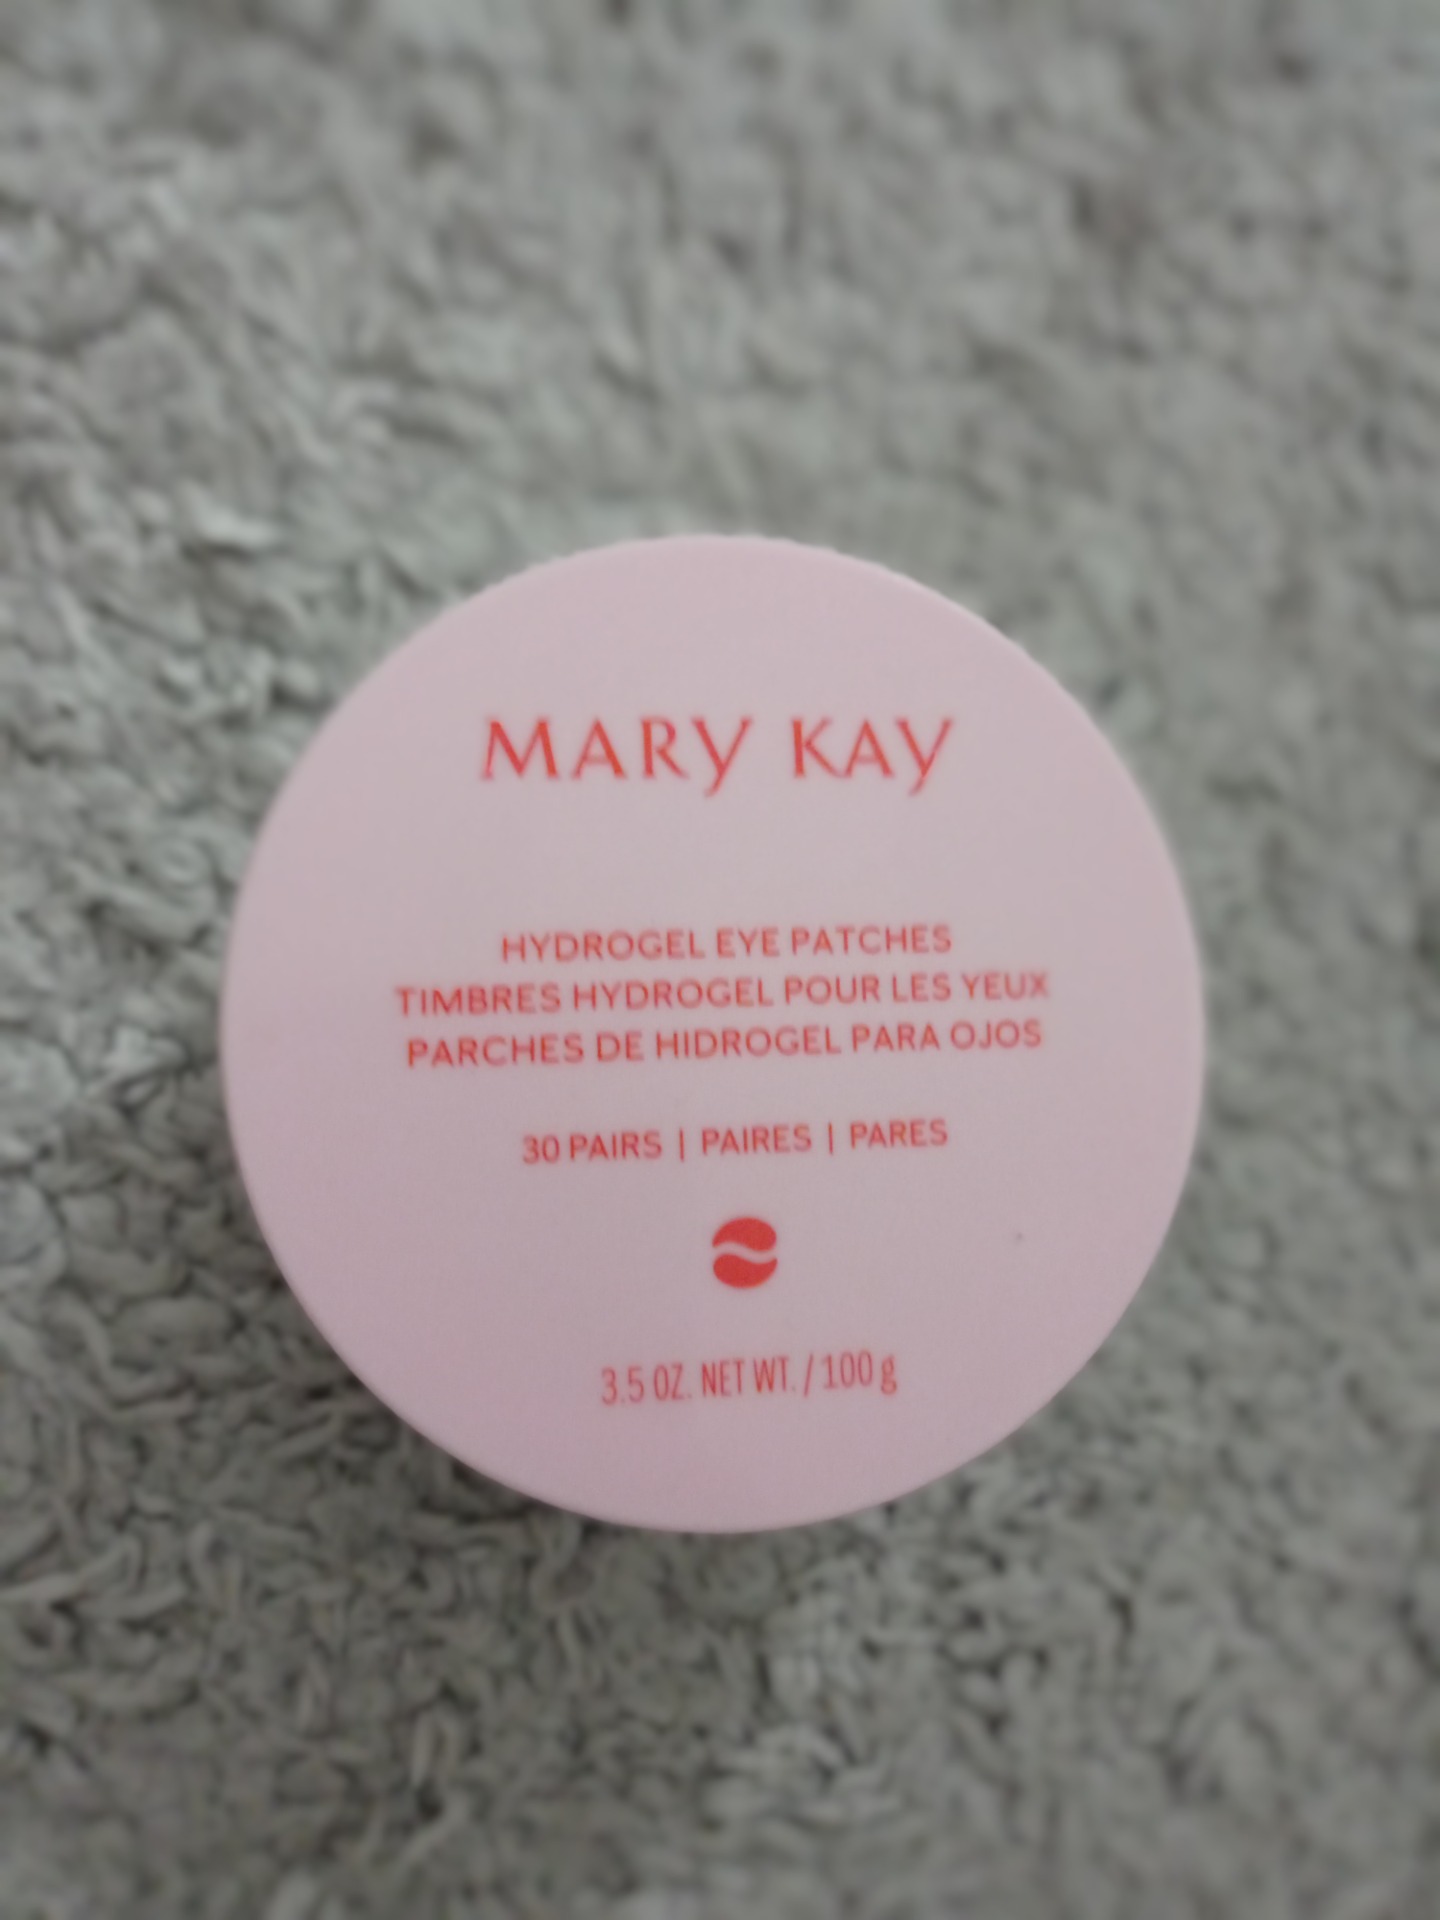 MARY KAY
HYDROGEL EYE PATCHES
TIMBRES HYDROGEL POUR LES YEUX
PARCHES DE HIDROGEL PARA OJOS
30 PAIRS | PAIRES | PARES
3.5 OZ. NET WT. / 100 g